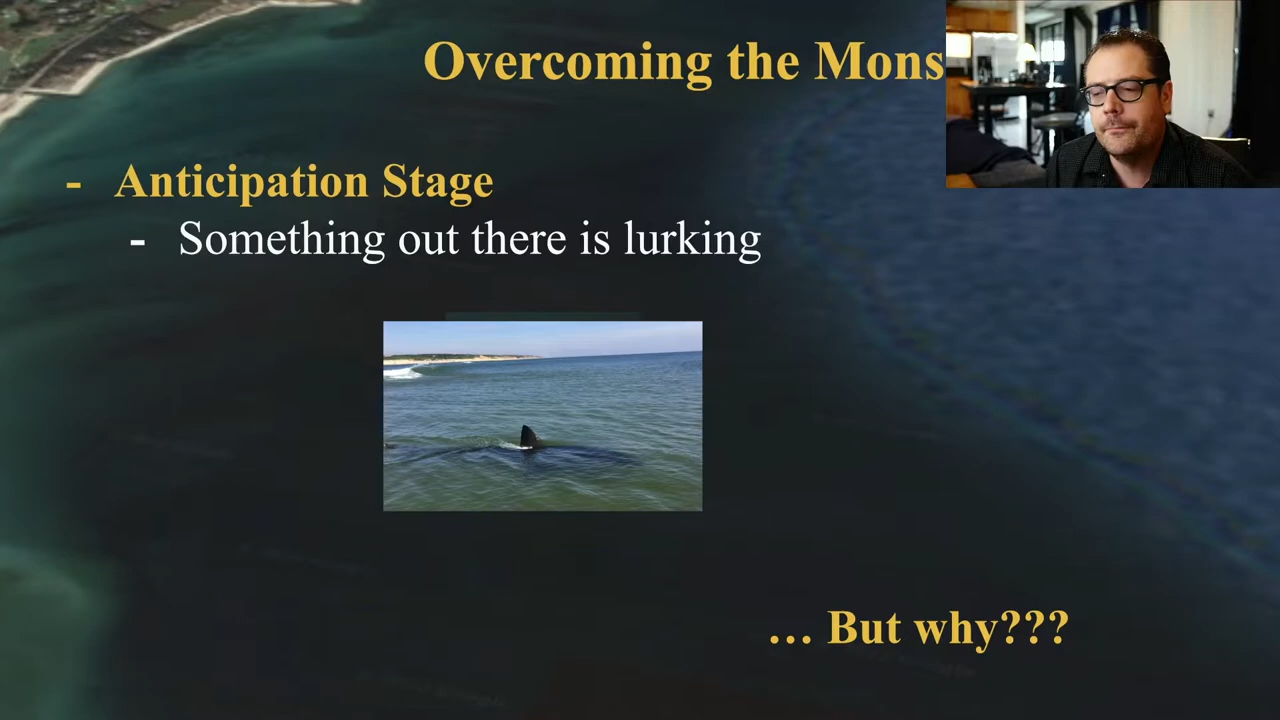 Overcoming the Mons
- Anticipation Stage
- Something out there is lurking
... But why???